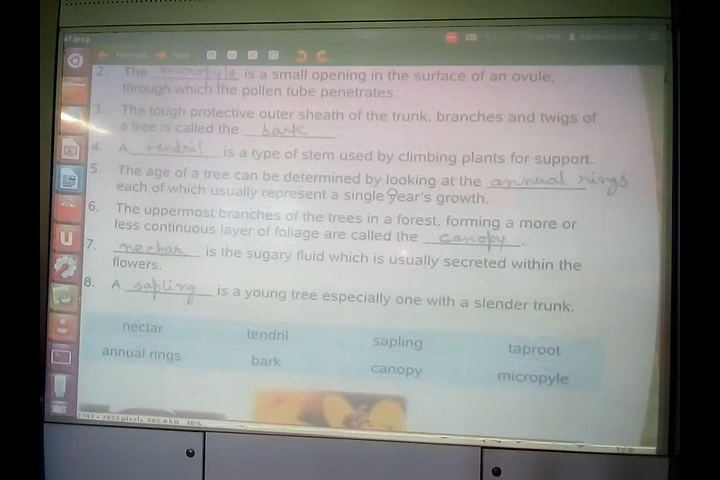 2. The micropyle is a small opening in the surface of an ovule,
through which the pollen tube penetrates.
3. The tough protective outer sheath of the trunk, branches and twigs of
a tree is called the bark
4. A tendril is a type of stem used by climbing plants for support.
5. The age of a tree can be determined by looking at the annual rings
each of which usually represent a single year's growth.
6. The uppermost branches of the trees in a forest, forming a more or
less continuous layer of foliage are called the canopy.
7. nectar is the sugary fluid which is usually secreted within the
flowers.
8. A sapling is a young tree especially one with a slender trunk.
nectar tendril sapling taproot
annual rings bark canopy micropyle